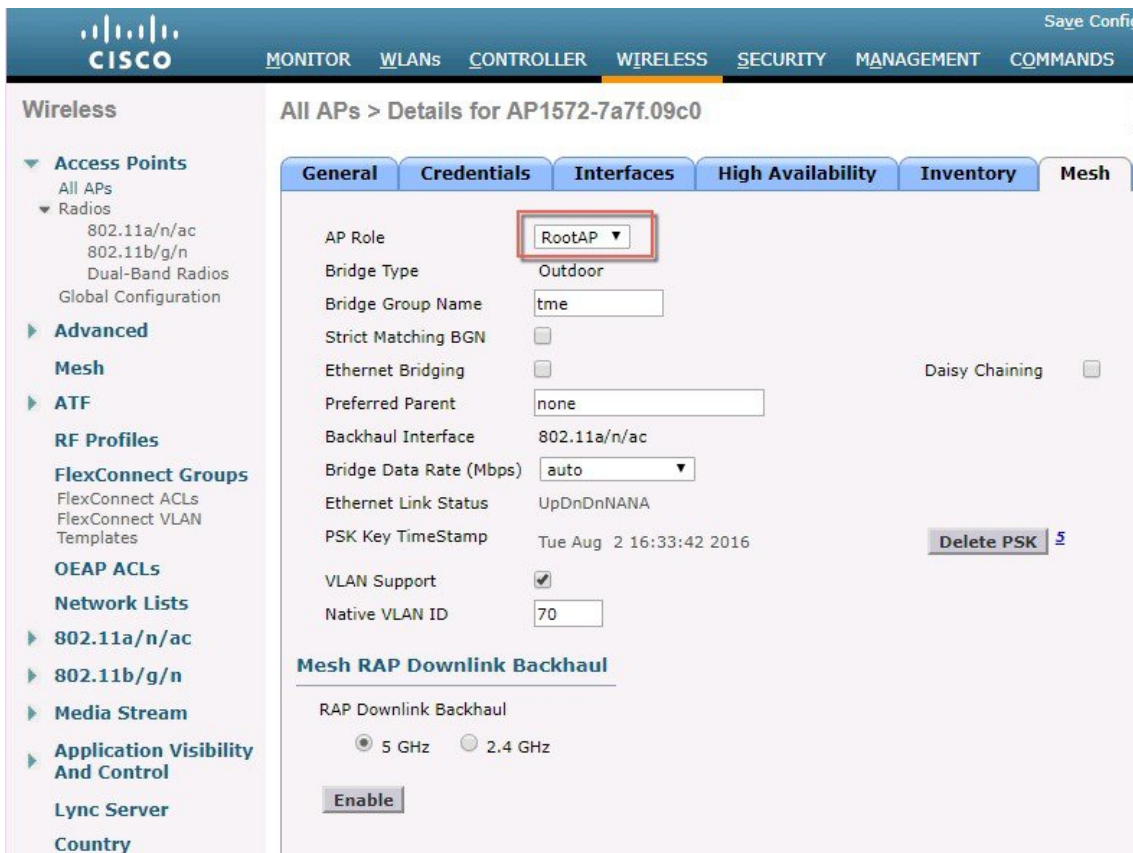 Save Confi
CISCO
MONITOR WLANs CONTROLLER WIRELESS SECURITY MANAGEMENT COMMANDS
Wireless
Access Points
All APs
Radios
802.11a/n/ac
802.11b/g/n
Dual-Band Radios
Global Configuration
Advanced
Mesh
ATF
RF Profiles
FlexConnect Groups
FlexConnect ACLs
FlexConnect VLAN
Templates
OEAP ACLs
Network Lists
802.11a/n/ac
802.11b/g/n
Media Stream
Application Visibility
And Control
Lync Server
Country
All APs > Details for AP1572-7a7f.09c0
General Credentials Interfaces High Availability Inventory Mesh
AP Role RootAP
Bridge Type Outdoor
Bridge Group Name tme
Strict Matching BGN
Ethernet Bridging Daisy Chaining
Preferred Parent none
Backhaul Interface 802.11a/n/ac
Bridge Data Rate (Mbps) auto
Ethernet Link Status UpDnDnNANA
PSK Key TimeStamp Tue Aug 2 16:33:42 2016 Delete PSK 5
VLAN Support
Native VLAN ID 70
Mesh RAP Downlink Backhaul
RAP Downlink Backhaul
5 GHz 2.4 GHz
Enable